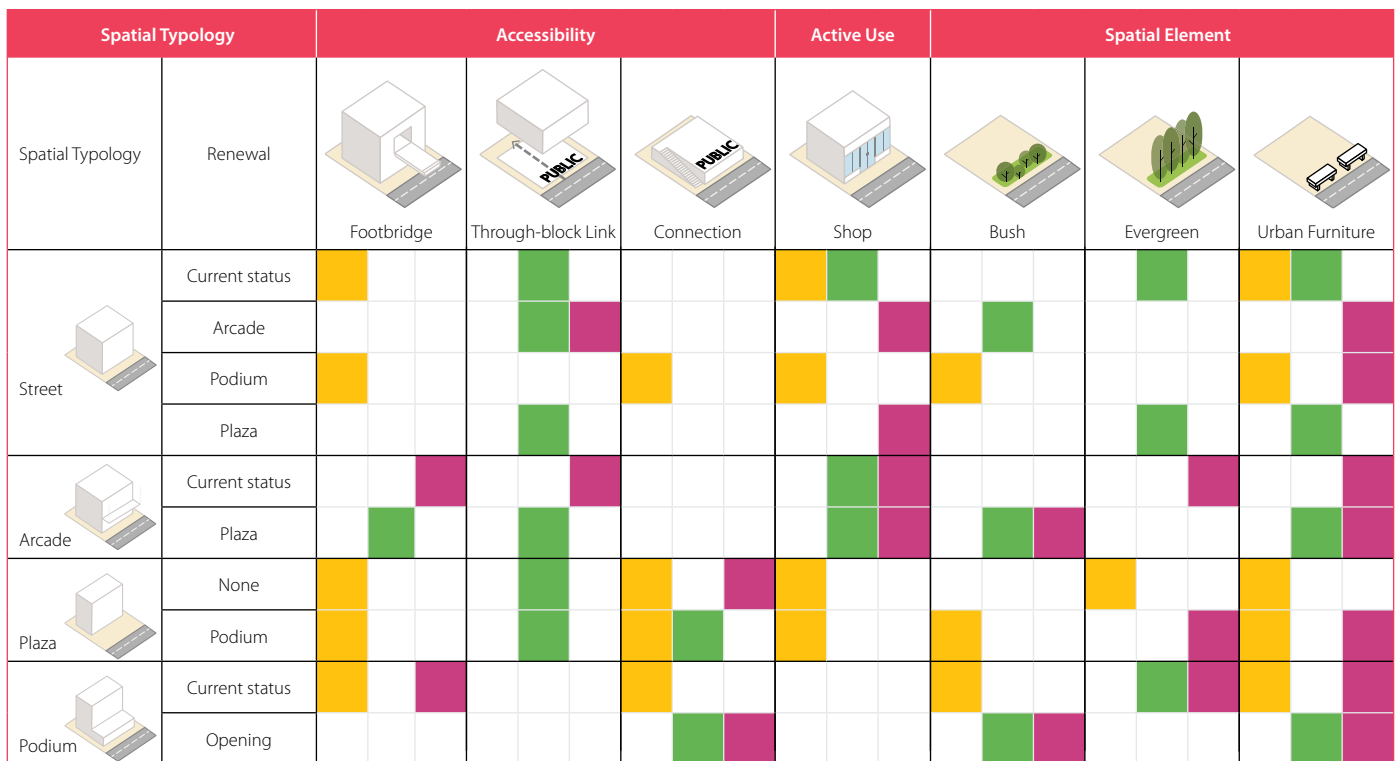 Spatial Typology Accessibility Active Use Spatial Element
Spatial Typology Renewal
PUBLIC PUBLIC
Footbridge Through-block Link Connection Shop Bush Evergreen Urban Furniture
Current status
Arcade
Street
Podium
Plaza
Current status
Arcade
Plaza
None
Plaza
Podium
Current status
Podium
Opening